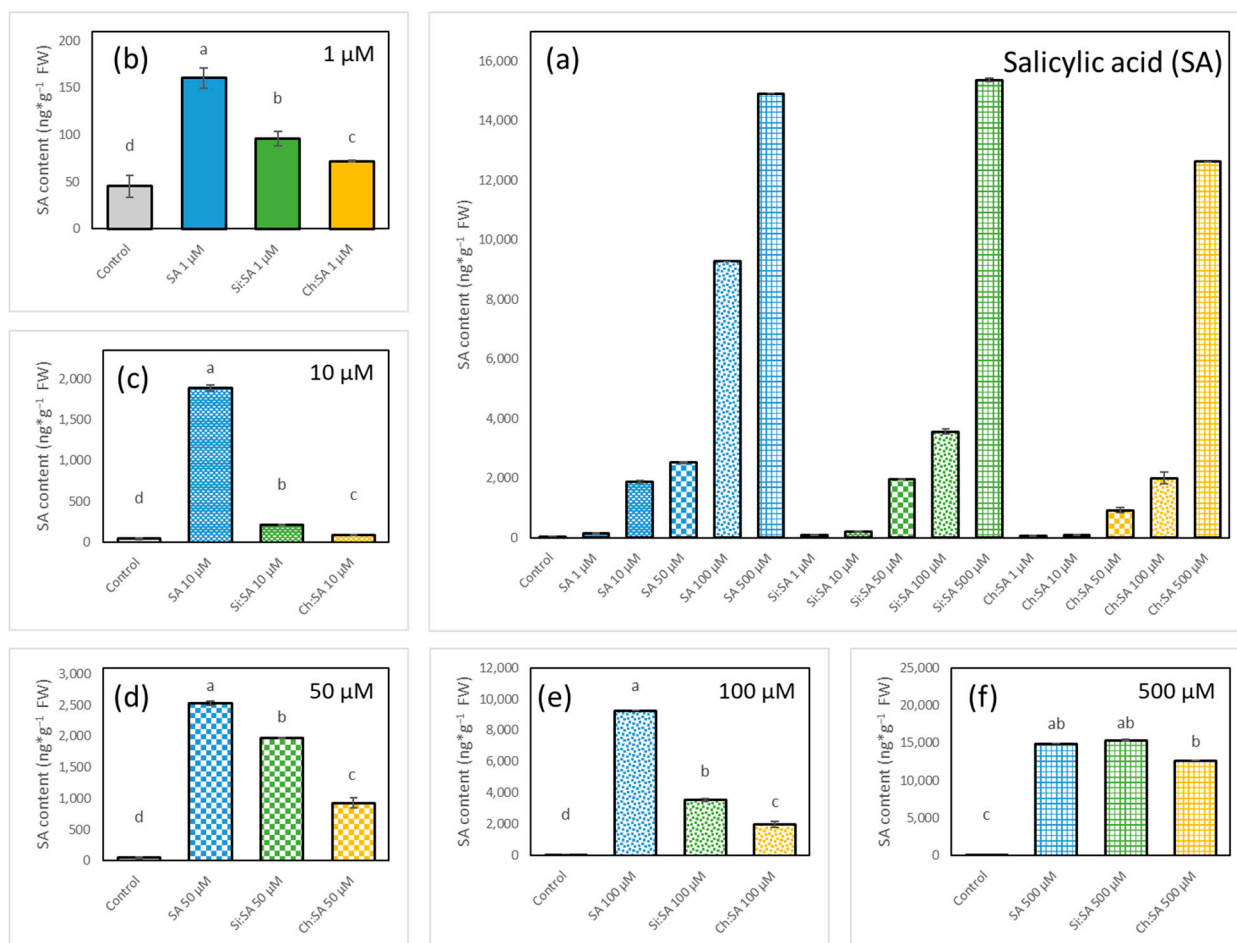 (b)
1 µM
SA content (ng*g⁻¹ FW)
200
150
100
50
0
d
a
b
c
Control
SA 1 µM
Si:SA 1 µM
Ch:SA 1 µM
(a)
Salicylic acid (SA)
SA content (ng*g⁻¹ FW)
16,000
14,000
12,000
10,000
8,000
6,000
4,000
2,000
0
Control
SA 1 µM
SA 10 µM
SA 50 µM
SA 100 µM
SA 500 µM
Si:SA 1 µM
Si:SA 10 µM
Si:SA 50 µM
Si:SA 100 µM
Si:SA 500 µM
Ch:SA 1 µM
Ch:SA 10 µM
Ch:SA 50 µM
Ch:SA 100 µM
Ch:SA 500 µM
(c)
10 µM
SA content (ng*g⁻¹ FW)
2,000
1,500
1,000
500
0
d
a
b
c
Control
SA 10 µM
Si:SA 10 µM
Ch:SA 10 µM
(d)
50 µM
SA content (ng*g⁻¹ FW)
3,000
2,500
2,000
1,500
1,000
500
0
d
a
b
c
Control
SA 50 µM
Si:SA 50 µM
Ch:SA 50 µM
(e)
100 µM
SA content (ng*g⁻¹ FW)
12,000
10,000
8,000
6,000
4,000
2,000
0
d
a
b
c
Control
SA 100 µM
Si:SA 100 µM
Ch:SA 100 µM
(f)
500 µM
SA content (ng*g⁻¹ FW)
25,000
20,000
15,000
10,000
5,000
0
c
ab
ab
b
Control
SA 500 µM
Si:SA 500 µM
Ch:SA 500 µM